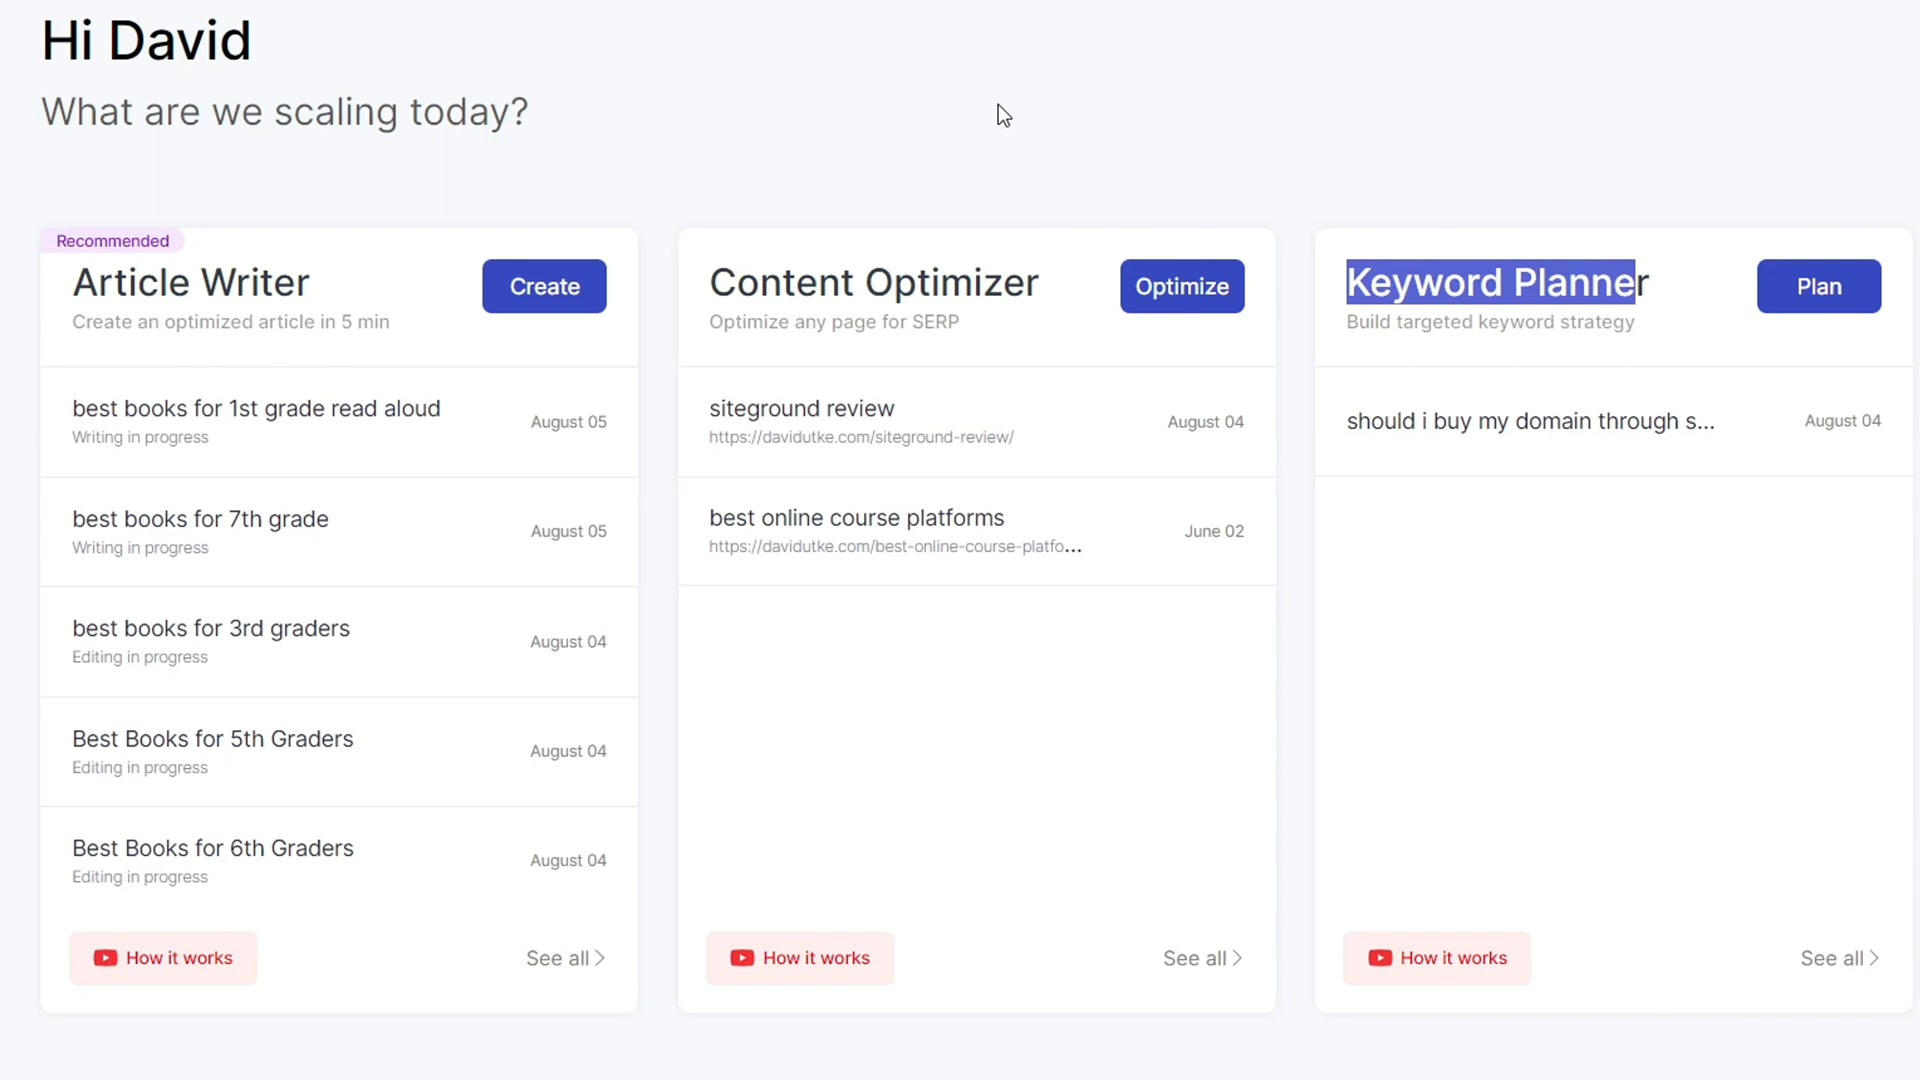 Hi David
What are we scaling today?
Recommended
Article Writer
Create
Create an optimized article in 5 min
best books for 1st grade read aloud
Writing in progress
August 05
best books for 7th grade
Writing in progress
August 05
best books for 3rd graders
Editing in progress
August 04
Best Books for 5th Graders
Editing in progress
August 04
Best Books for 6th Graders
Editing in progress
August 04
How it works
See all
Content Optimizer
Optimize
Optimize any page for SERP
siteground review
https://davidutke.com/siteground-review/
August 04
best online course platforms
https://davidutke.com/best-online-course-platfo...
June 02
How it works
See all
Keyword Planner
Plan
Build targeted keyword strategy
should i buy my domain through s...
August 04
How it works
See all